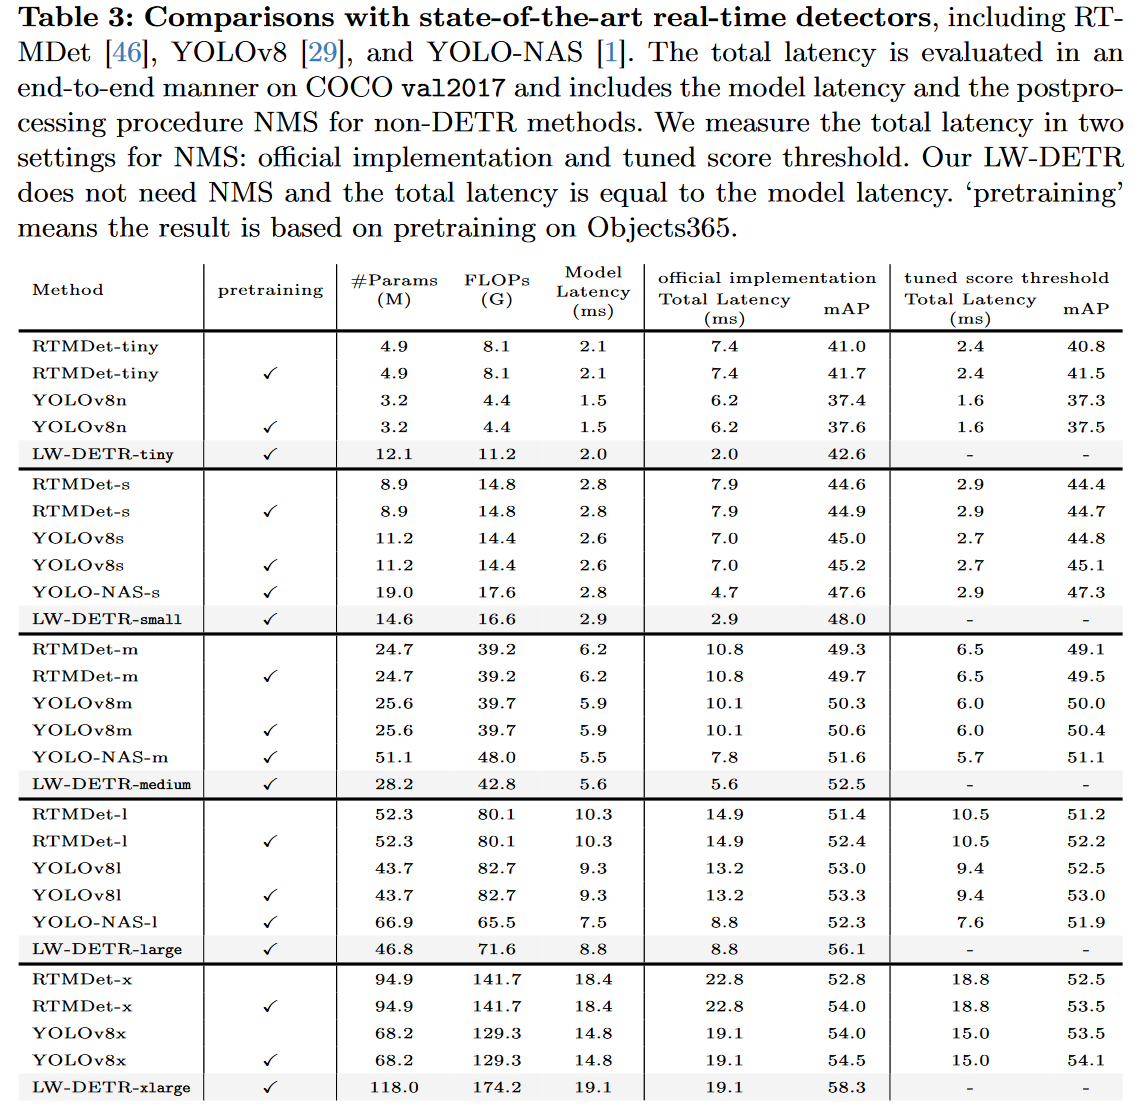 Table 3: Comparisons with state-of-the-art real-time detectors, including RT-
MDet [46], YOLOv8 [29], and YOLO-NAS [1]. The total latency is evaluated in an
end-to-end manner on COCO val2017 and includes the model latency and the postpro-
cessing procedure NMS for non-DETR methods. We measure the total latency in two
settings for NMS: official implementation and tuned score threshold. Our LW-DETR
does not need NMS and the total latency is equal to the model latency. ‘pretraining’
means the result is based on pretraining on Objects365.
Method pretraining #Params (M) FLOPs (G) Model Latency (ms) official implementation Total Latency (ms) mAP tuned score threshold Total Latency (ms) mAP
RTMDet-tiny 4.9 8.1 2.1 7.4 41.0 2.4 40.8
RTMDet-tiny ✓ 4.9 8.1 2.1 7.4 41.7 2.4 41.5
YOLOv8n 3.2 4.4 1.5 6.2 37.4 1.6 37.3
YOLOv8n ✓ 3.2 4.4 1.5 6.2 37.6 1.6 37.5
LW-DETR-tiny ✓ 12.1 11.2 2.0 2.0 42.6 - -
RTMDet-s 8.9 14.8 2.8 7.9 44.6 2.9 44.4
RTMDet-s ✓ 8.9 14.8 2.8 7.9 44.9 2.9 44.7
YOLOv8s 11.2 14.4 2.6 7.0 45.0 2.7 44.8
YOLOv8s ✓ 11.2 14.4 2.6 7.0 45.2 2.7 45.1
YOLO-NAS-s ✓ 19.0 17.6 2.8 4.7 47.6 2.9 47.3
LW-DETR-small ✓ 14.6 16.6 2.9 2.9 48.0 - -
RTMDet-m 24.7 39.2 6.2 10.8 49.3 6.5 49.1
RTMDet-m ✓ 24.7 39.2 6.2 10.8 49.7 6.5 49.5
YOLOv8m 25.6 39.7 5.9 10.1 50.3 6.0 50.0
YOLOv8m ✓ 25.6 39.7 5.9 10.1 50.6 6.0 50.4
YOLO-NAS-m ✓ 51.1 48.0 5.5 7.8 51.6 5.7 51.1
LW-DETR-medium ✓ 28.2 42.8 5.6 5.6 52.5 - -
RTMDet-l 52.3 80.1 10.3 14.9 51.4 10.5 51.2
RTMDet-l ✓ 52.3 80.1 10.3 14.9 52.4 10.5 52.2
YOLOv8l 43.7 82.7 9.3 13.2 53.0 9.4 52.5
YOLOv8l ✓ 43.7 82.7 9.3 13.2 53.3 9.4 53.0
YOLO-NAS-l ✓ 66.9 65.5 7.5 8.8 52.3 7.6 51.9
LW-DETR-large ✓ 46.8 71.6 8.8 8.8 56.1 - -
RTMDet-x 94.9 141.7 18.4 22.8 52.8 18.8 52.5
RTMDet-x ✓ 94.9 141.7 18.4 22.8 54.0 18.8 53.5
YOLOv8x 68.2 129.3 14.8 19.1 54.0 15.0 53.5
YOLOv8x ✓ 68.2 129.3 14.8 19.1 54.5 15.0 54.1
LW-DETR-xlarge ✓ 118.0 174.2 19.1 19.1 58.3 - -